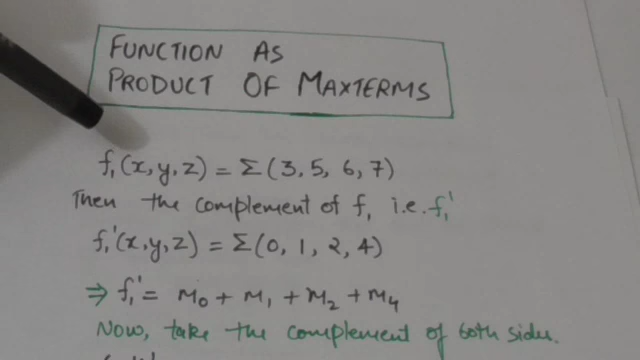 FUNCTION AS
PRODUCT OF MAXTERMS
f₁(x,y,z) = Σ(3, 5, 6, 7)
Then the complement of f₁ i.e. f₁'
f₁'(x,y,z) = Σ(0, 1, 2, 4)
⇒ f₁' = m₀ + m₁ + m₂ + m₄
Now, take the complement of both sides.